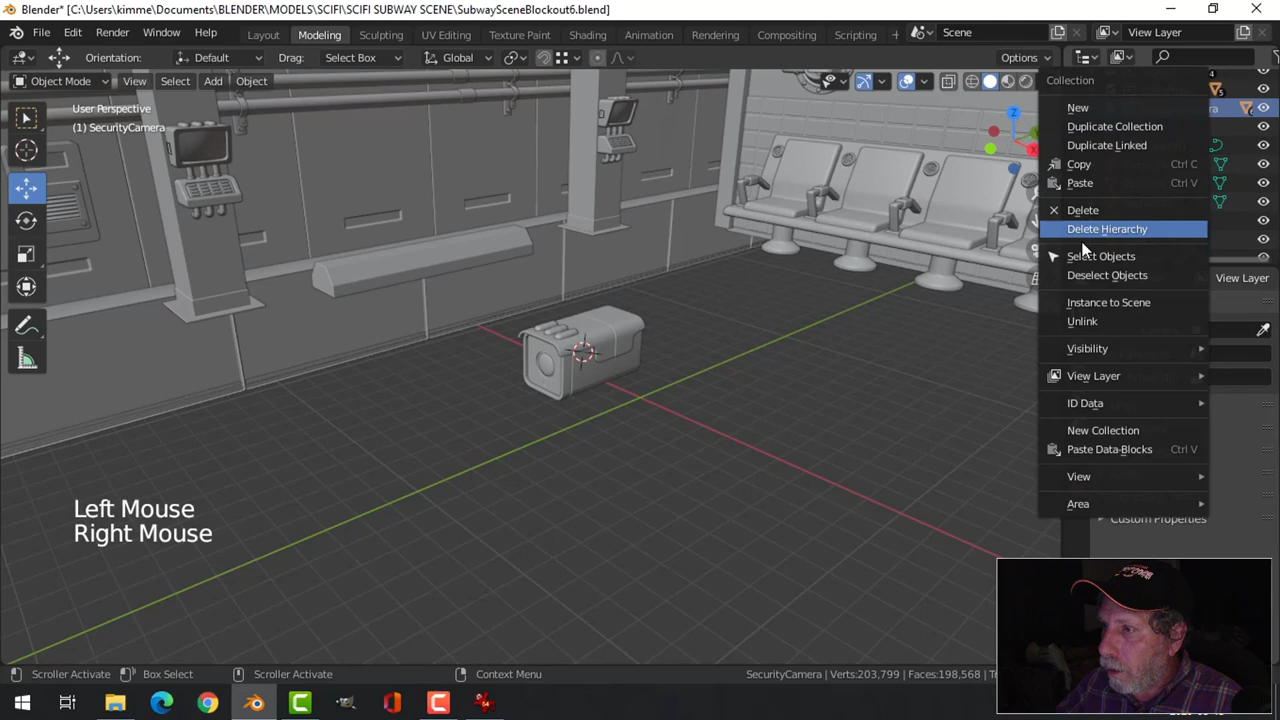 Blender* [C:\Users\kimme\Documents\BLENDER\MODELS\SCIFI\SCIFI SUBWAY SCENE\SubwaySceneBlockout6.blend]
File Edit Render Window Help Layout Modeling Sculpting UV Editing Texture Paint Shading Animation Rendering Compositing Scripting + Scene View Layer
Orientation: Default Drag: Select Box Global Options
Object Mode View Select Add Object
User Perspective
(1) SecurityCamera
Collection
New
Duplicate Collection
Duplicate Linked
Copy Ctrl C
Paste Ctrl V
Delete
Delete Hierarchy
Select Objects
Deselect Objects
Instance to Scene
Unlink
Visibility
View Layer
ID Data
New Collection
Paste Data-Blocks Ctrl V
View
Area
View Layer
Custom Properties
Left Mouse
Right Mouse
Scroller Activate Box Select Scroller Activate Context Menu SecurityCamera | Verts:203,799 | Faces:198,568 |